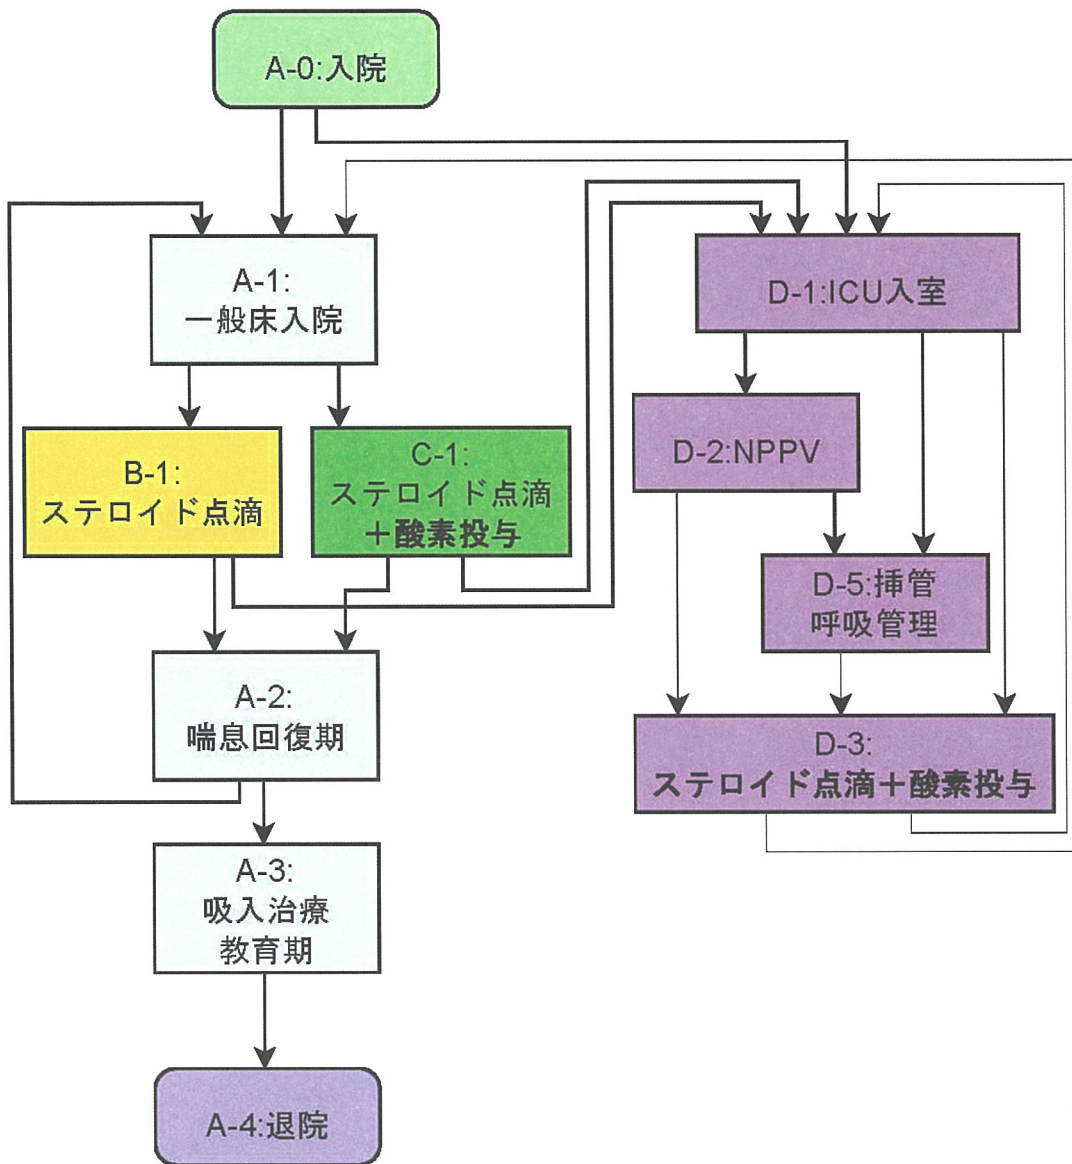 A-0:入院
A-1:
一般床入院
D-1:ICU入室
D-2:NPPV
B-1:
ステロイド点滴
C-1:
ステロイド点滴
＋酸素投与
D-5:挿管
呼吸管理
A-2:
喘息回復期
D-3:
ステロイド点滴＋酸素投与
A-3:
吸入治療
教育期
A-4:退院